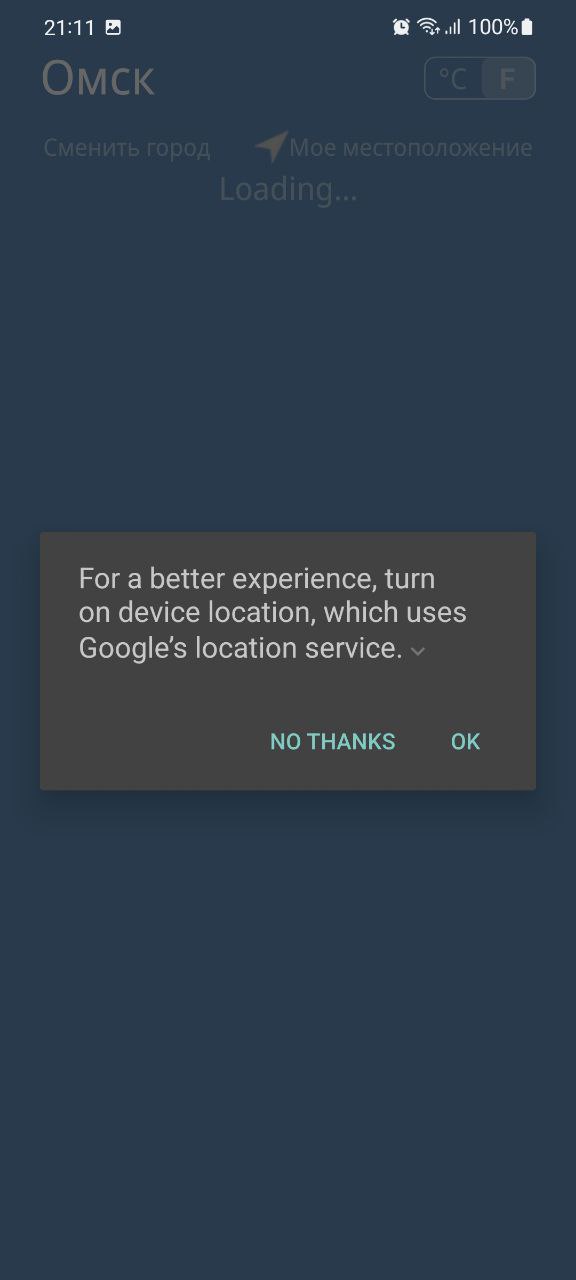 21:11 100%
Омск °C F
Сменить город Мое местоположение
Loading...
For a better experience, turn
on device location, which uses
Google’s location service.
NO THANKS OK